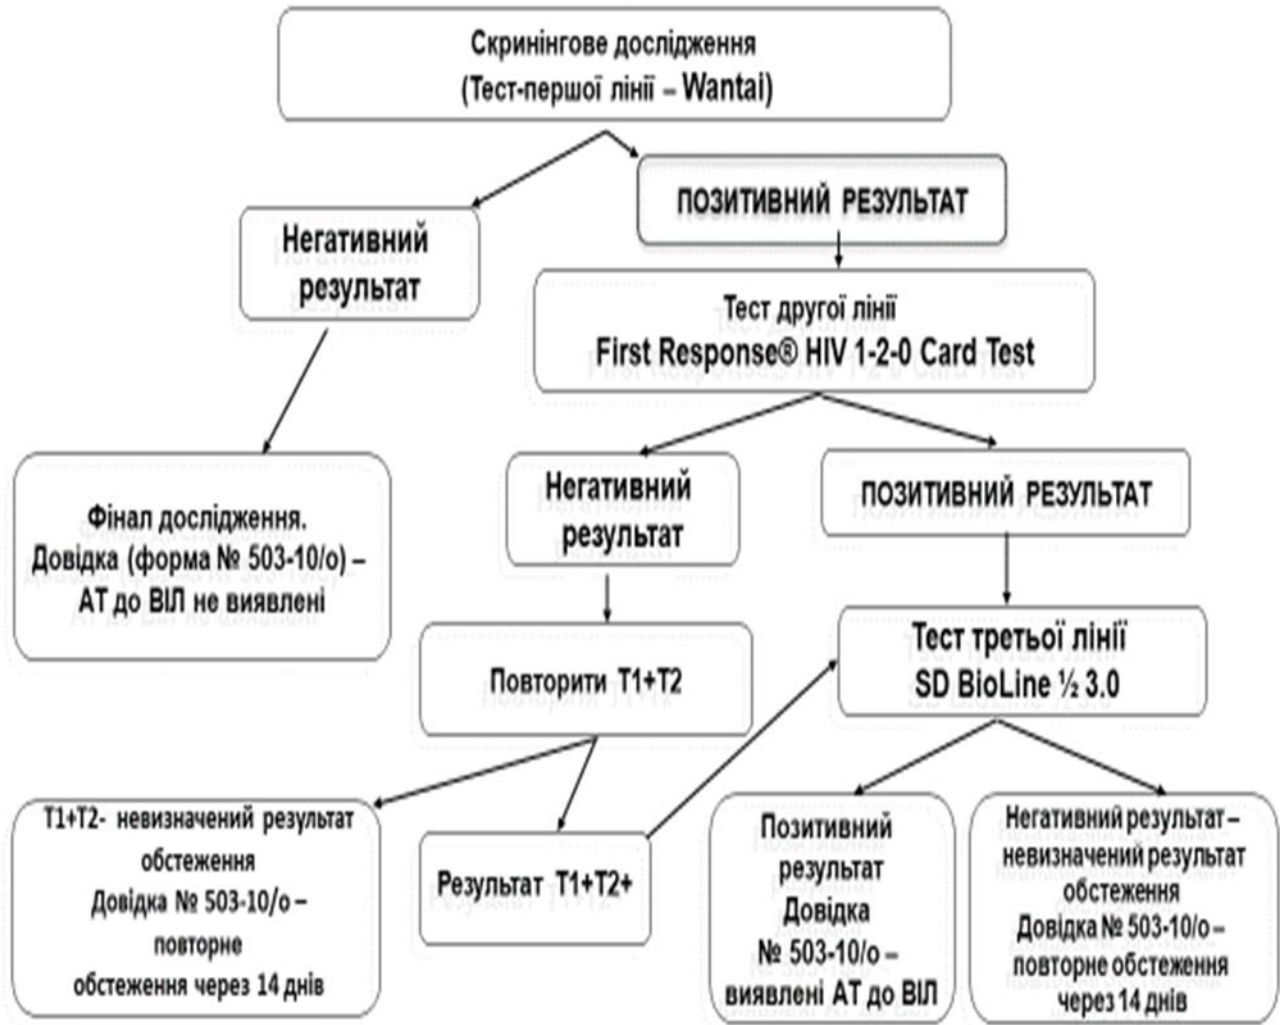 Скринінгове дослідження
(Тест-першої лінії – Wantai)
ПОЗИТИВНИЙ РЕЗУЛЬТАТ
Негативний
результат
Тест другої лінії
First Response® HIV 1-2-0 Card Test
Фінал дослідження.
Довідка (форма № 503-10/о) –
АТ до ВІЛ не виявлені
Негативний
результат
ПОЗИТИВНИЙ РЕЗУЛЬТАТ
Повторити Т1+Т2
Тест третьої лінії
SD BioLine ½ 3.0
Т1+Т2- невизначений результат
обстеження
Довідка № 503-10/о –
повторне
обстеження через 14 днів
Результат Т1+Т2+
Позитивний
результат
Довідка
№ 503-10/о –
виявлені АТ до ВІЛ
Негативний результат –
невизначений результат
обстеження
Довідка № 503-10/о –
повторне обстеження
через 14 днів